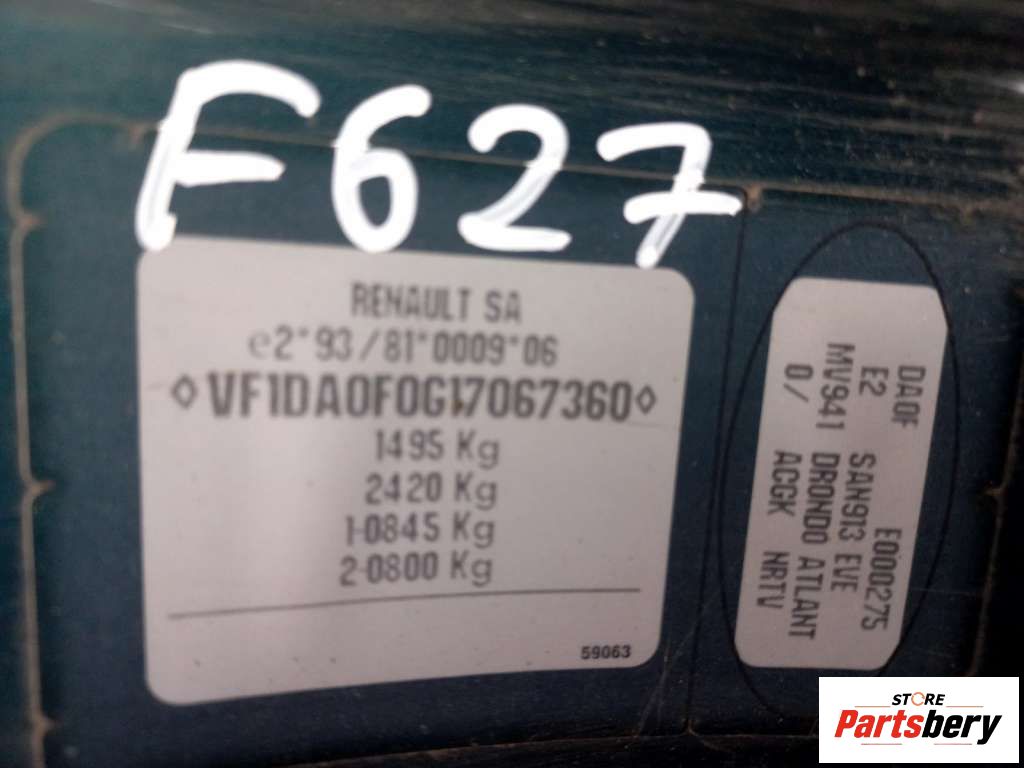 F627
RENAULT SA
e2*93/81*0009*06
◊VF1DA0F0G17067360◊
1495 Kg
2420 Kg
1-0845 Kg
2-0800 Kg
59063
DA0F E000275
E2 SAN913 EVE
MV941 DRONDO ATLANT
0/ ACGK NRTV
STORE
Partsbery